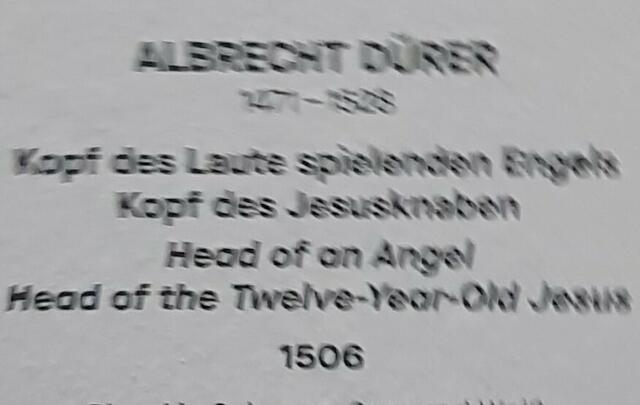 ALBRECHT DÜRER
1471–1528
Kopf des Laute spielenden Engels
Kopf des Jesusknaben
Head of an Angel
Head of the Twelve-Year-Old Jesus
1506